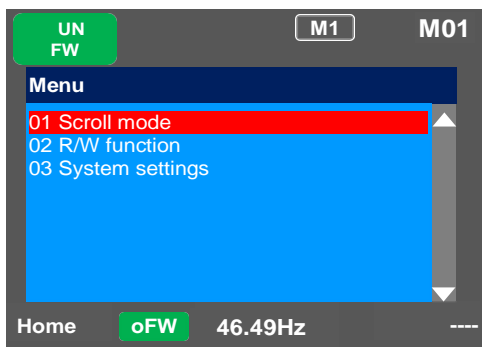 UN
FW
M1
M01
Menu
01 Scroll mode
02 R/W function
03 System settings
Home
oFW
46.49Hz
----